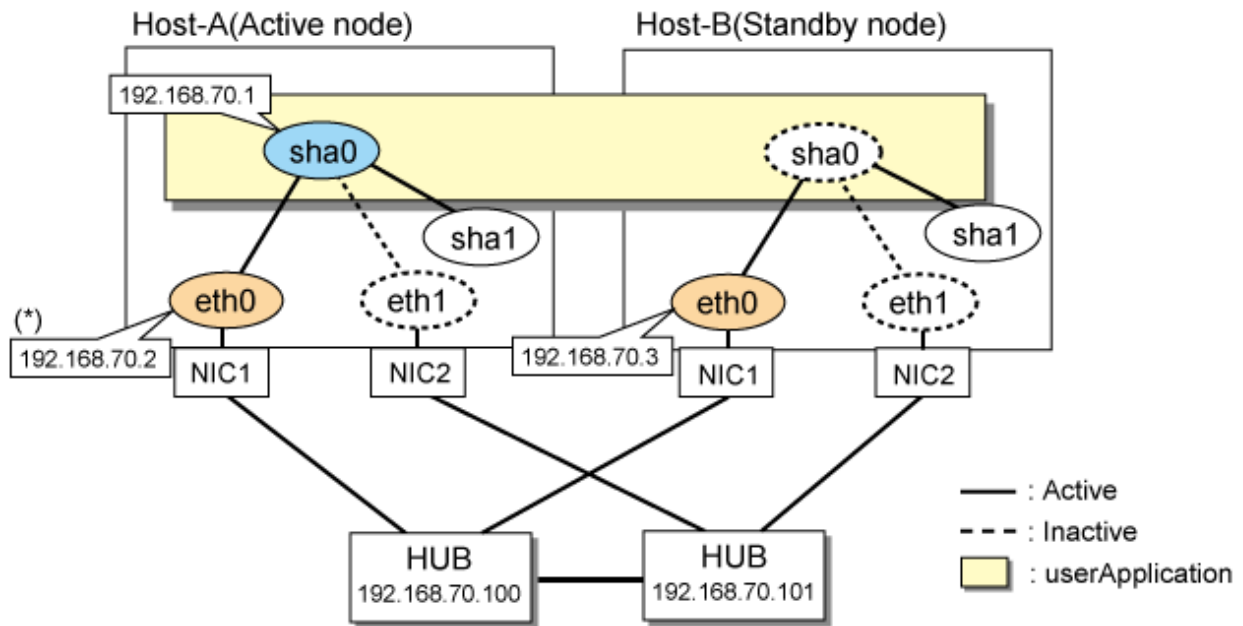 Host-A(Active node)
Host-B(Standby node)
192.168.70.1
sha0
sha0
sha1
sha1
eth0
eth1
eth0
eth1
(*)
192.168.70.2
192.168.70.3
NIC1
NIC2
NIC1
NIC2
: Active
: Inactive
: userApplication
HUB
192.168.70.100
HUB
192.168.70.101